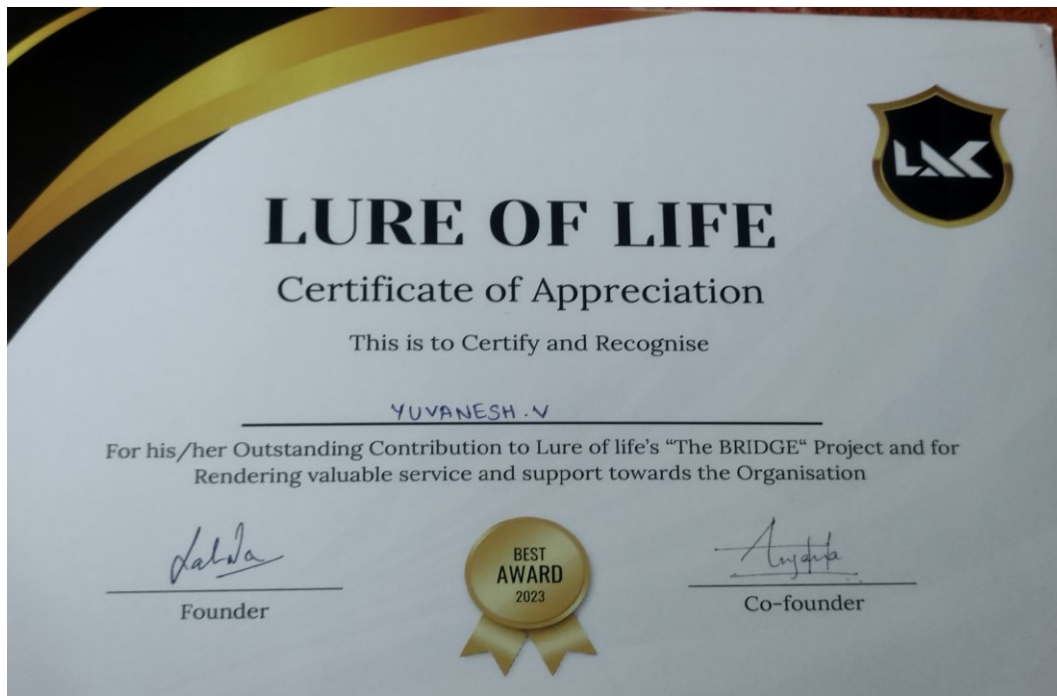 LURE OF LIFE
Certificate of Appreciation
This is to Certify and Recognise
YUVANESH.V
For his/her Outstanding Contribution to Lure of life's “The BRIDGE“ Project and for
Rendering valuable service and support towards the Organisation
BEST
AWARD
2023
Founder
Co-founder